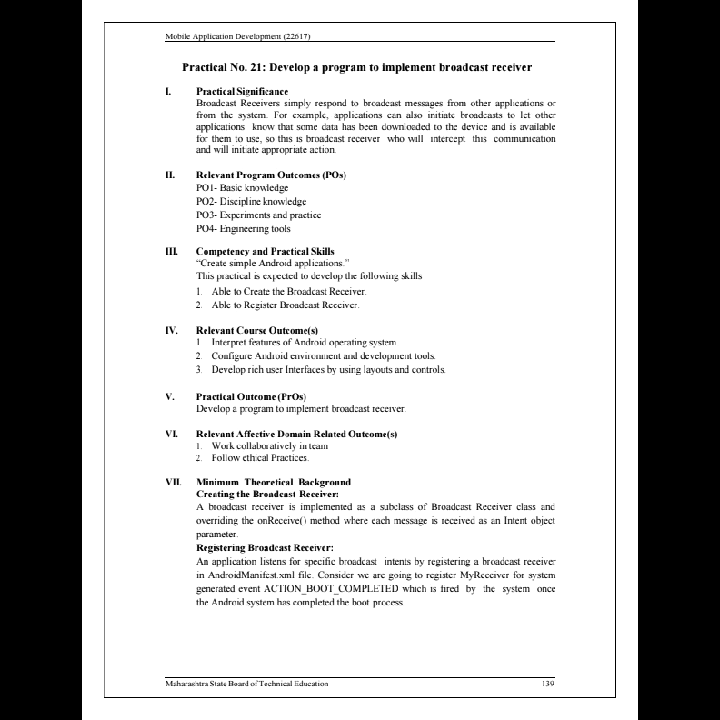 Mobile Application Development (22617)
Practical No. 21: Develop a program to implement broadcast receiver
I. Practical Significance
Broadcast Receivers simply respond to broadcast messages from other applications or
from the system. For example, applications can also initiate broadcasts to let other
applications know that some data has been downloaded to the device and is available
for them to use, so this is broadcast receiver who will intercept this communication
and will initiate appropriate action.
II. Relevant Program Outcomes (POs)
PO1- Basic knowledge
PO2- Discipline knowledge
PO3- Experiments and practice
PO4- Engineering tools
III. Competency and Practical Skills
“Create simple Android applications.”
This practical is expected to develop the following skills
1. Able to Create the Broadcast Receiver.
2. Able to Register Broadcast Receiver.
IV. Relevant Course Outcome(s)
1. Interpret features of Android operating system
2. Configure Android environment and development tools.
3. Develop rich user Interfaces by using layouts and controls.
V. Practical Outcome (PrOs)
Develop a program to implement broadcast receiver.
VI. Relevant Affective Domain Related Outcome(s)
1. Work collaboratively in team
2. Follow ethical Practices.
VII. Minimum Theoretical Background
Creating the Broadcast Receiver:
A broadcast receiver is implemented as a subclass of Broadcast Receiver class and
overriding the onReceive() method where each message is received as an Intent object
parameter.
Registering Broadcast Receiver:
An application listens for specific broadcast intents by registering a broadcast receiver
in AndroidManifest.xml file. Consider we are going to register MyReceiver for system
generated event ACTION_BOOT_COMPLETED which is fired by the system once
the Android system has completed the boot process.
Maharashtra State Board of Technical Education 139